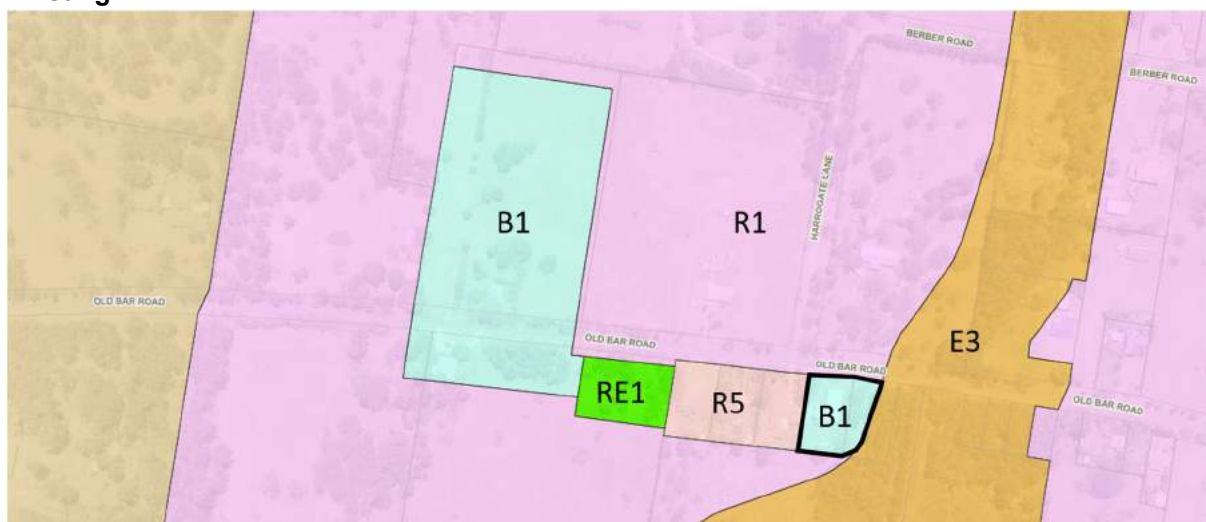 BERBER ROAD
BERBER ROAD
HARROGATE LANE
B1
R1
OLD BAR ROAD
OLD BAR ROAD
E3
OLD BAR ROAD
RE1
R5
B1
OLD BAR ROAD